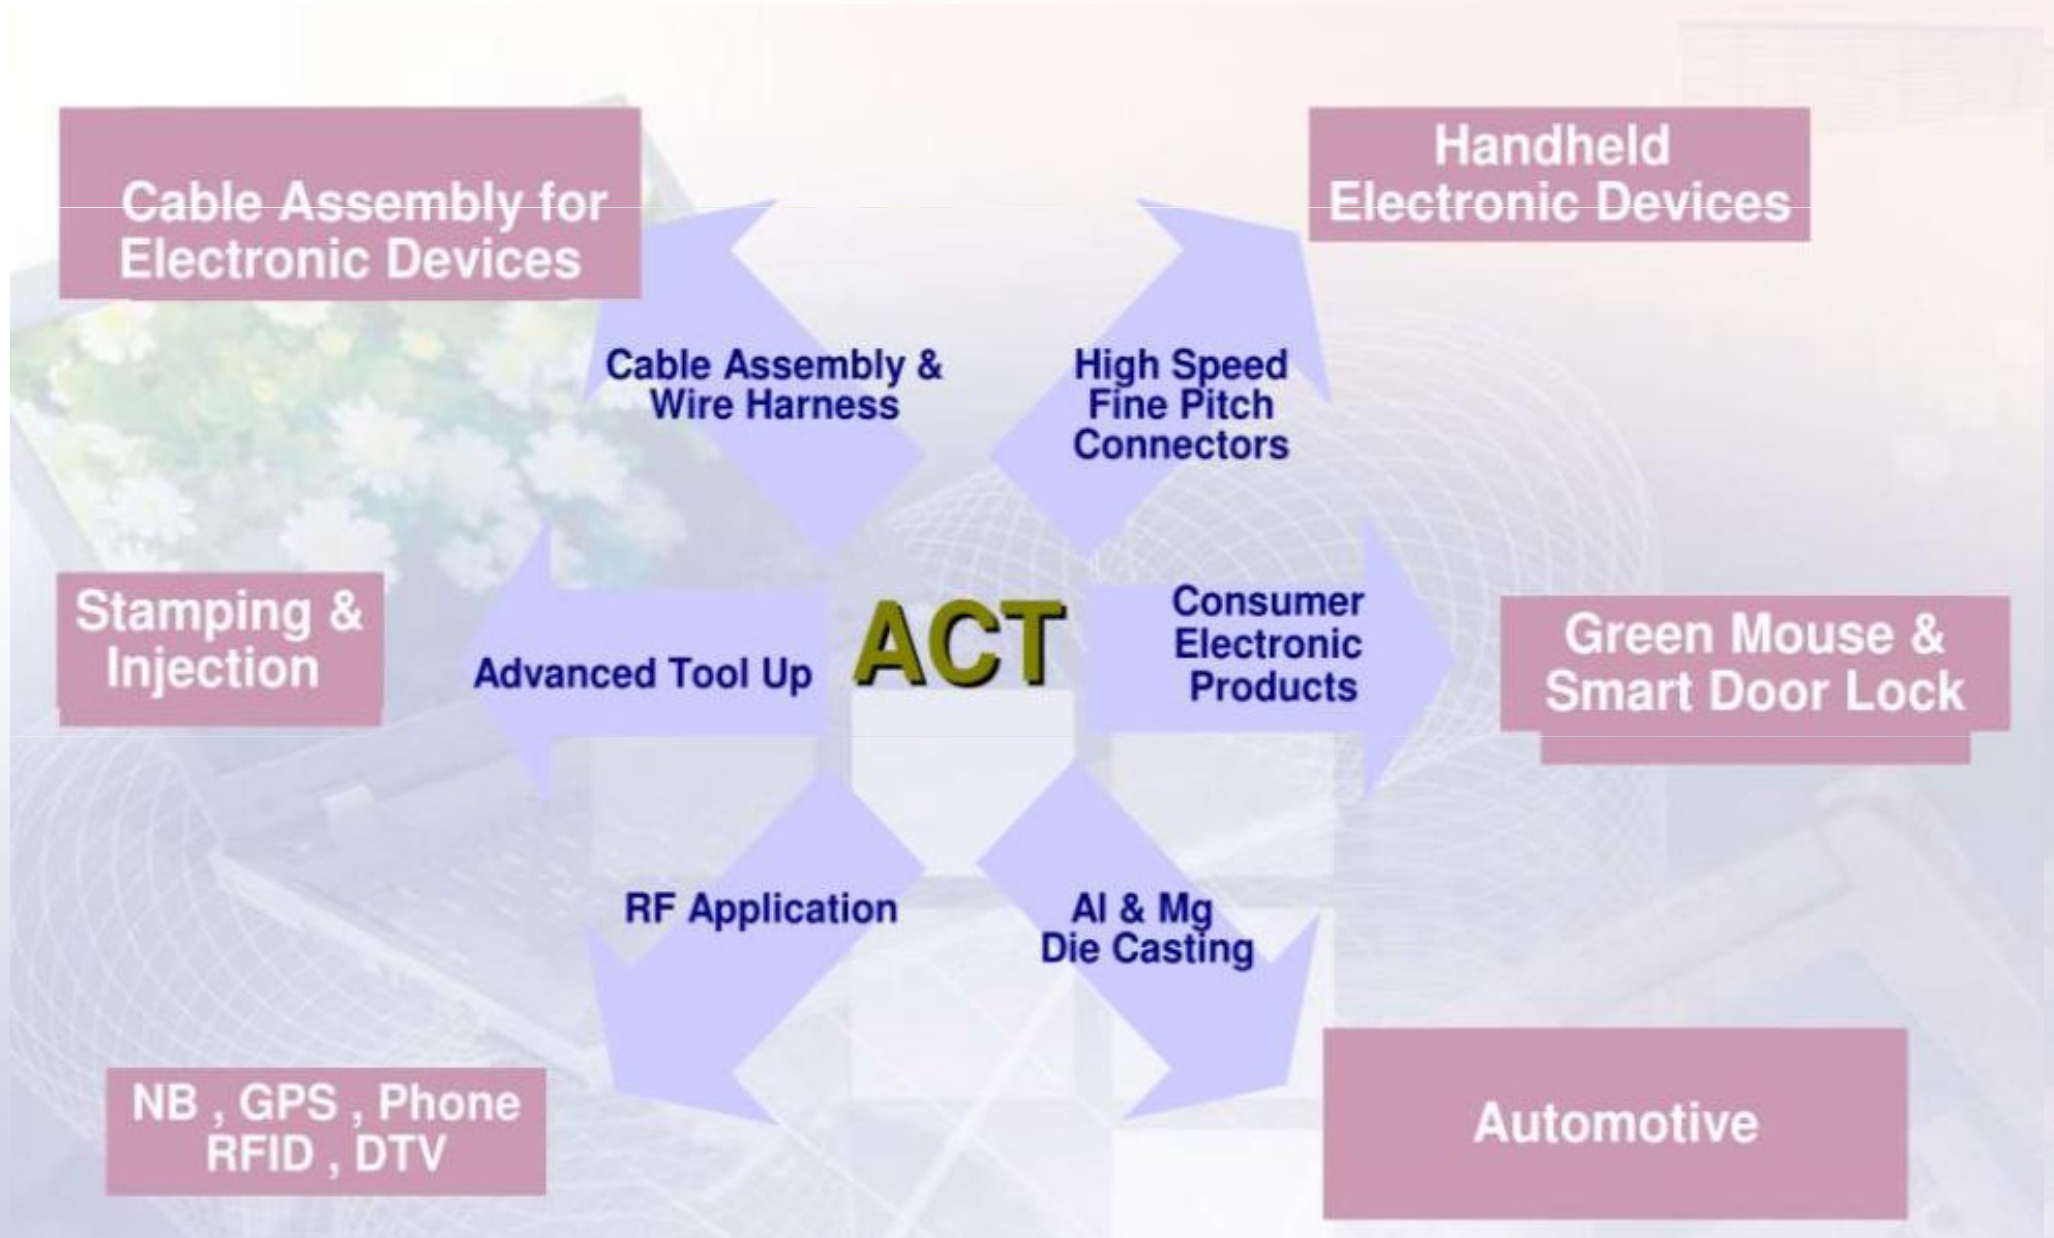 Cable Assembly for
Electronic Devices
Handheld
Electronic Devices
Cable Assembly &
Wire Harness
High Speed
Fine Pitch
Connectors
Stamping &
Injection
Advanced Tool Up
ACT
Consumer
Electronic
Products
Green Mouse &
Smart Door Lock
RF Application
Al & Mg
Die Casting
NB , GPS , Phone
RFID , DTV
Automotive